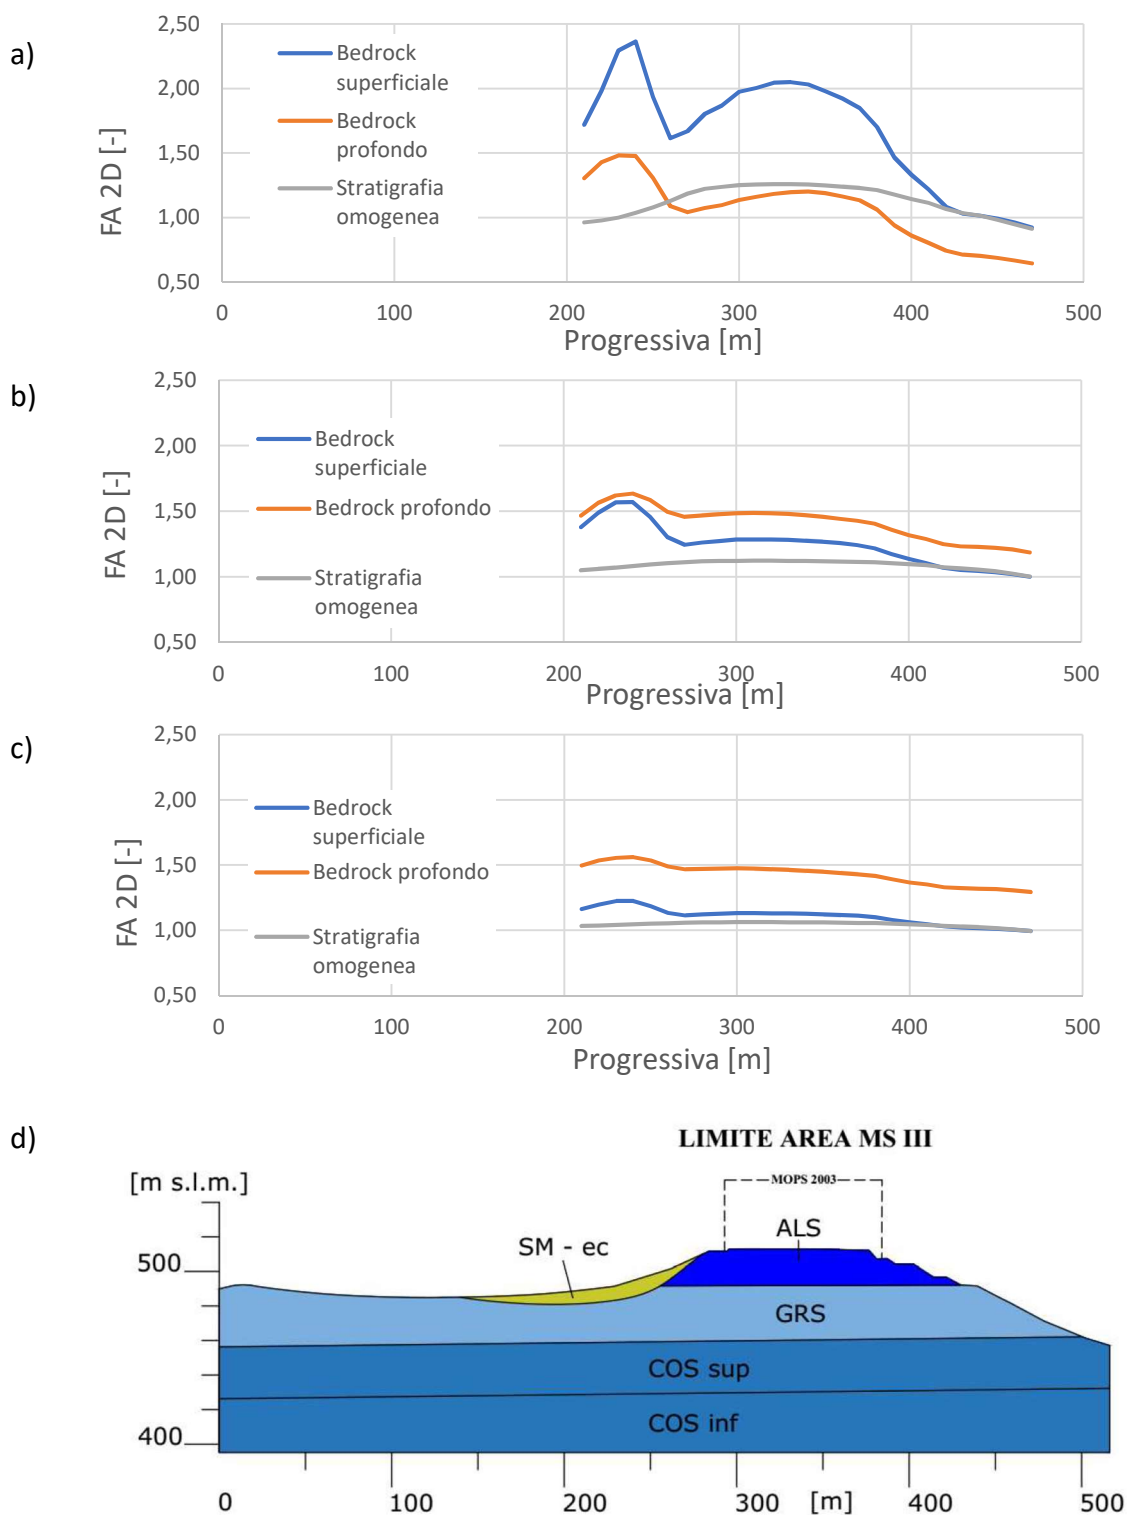 a)
2,50
2,00
1,50
1,00
0,50
FA 2D [-]
Bedrock
superficiale
Bedrock
profondo
Stratigrafia
omogenea
0
100
200
300
400
500
Progressiva [m]
b)
2,50
2,00
1,50
1,00
0,50
FA 2D [-]
Bedrock
superficiale
Bedrock profondo
Stratigrafia
omogenea
0
100
200
300
400
500
Progressiva [m]
c)
2,50
2,00
1,50
1,00
0,50
FA 2D [-]
Bedrock
superficiale
Bedrock profondo
Stratigrafia
omogenea
0
100
200
300
400
500
Progressiva [m]
d)
LIMITE AREA MS III
[m s.l.m.]
MOPS 2003
SM - ec
ALS
500
GRS
COS sup
COS inf
400
0
100
200
300
[m]
400
500